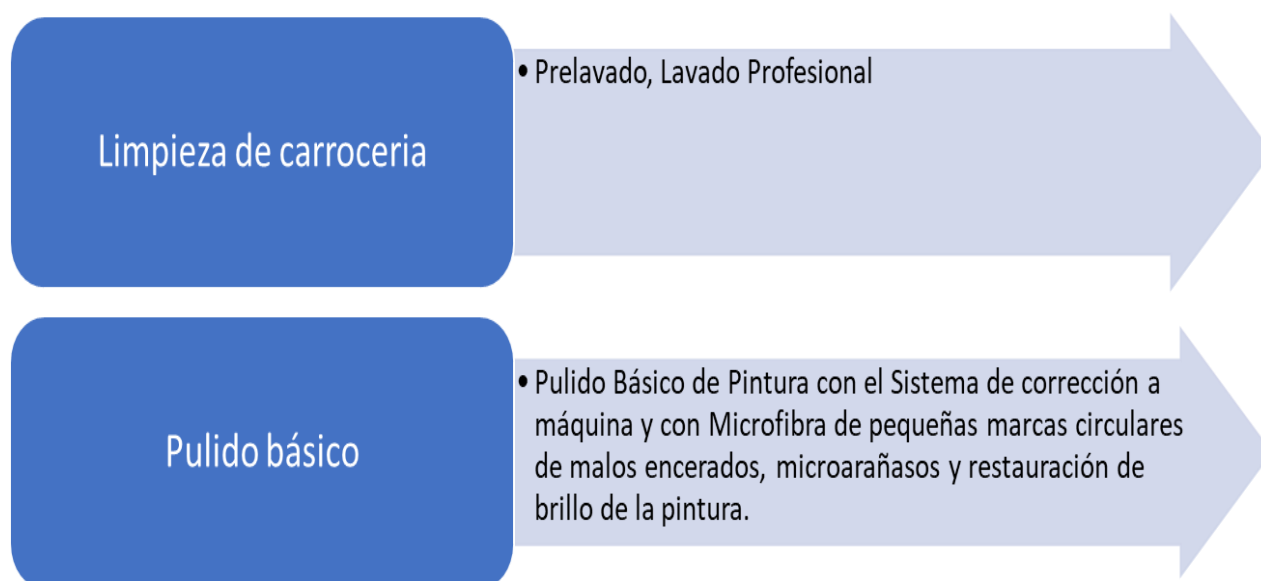 Limpieza de carroceria
• Prelavado, Lavado Profesional
Pulido básico
• Pulido Básico de Pintura con el Sistema de corrección a
máquina y con Microfibra de pequeñas marcas circulares
de malos encerados, microarañasos y restauración de
brillo de la pintura.